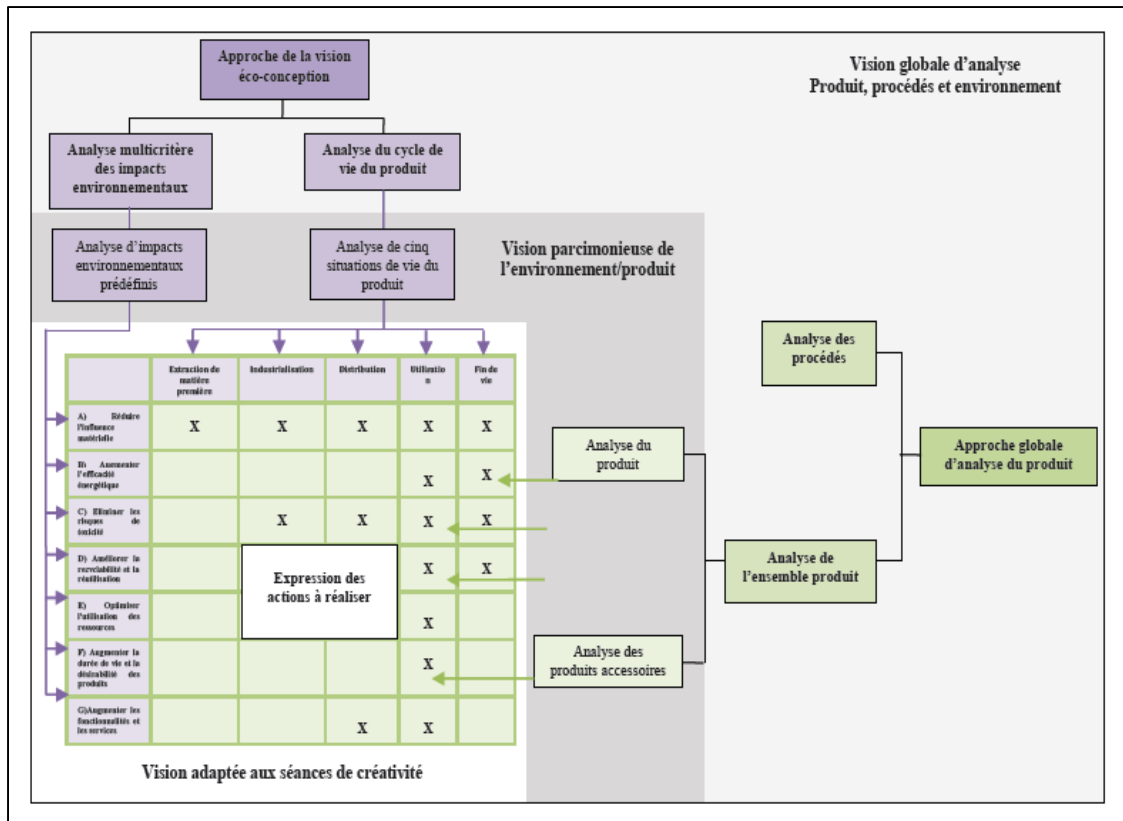 Approche de la vision
éco-conception
Vision globale d'analyse
Produit, procédés et environnement
Analyse multicritère
des impacts
environnementaux
Analyse du cycle de
vie du produit
Analyse d'impacts
environnementaux
prédéfinis
Analyse de cinq
situations de vie du
produit
Vision parcimonieuse de
l'environnement/produit
Extraction de
matière
première
Industrialisation
Distribution
Utilisatio
n
Fin de
vie
A) Réduire
l'influence
matérielle
X X X X X
B) Augmenter
l'efficacité
énergétique
X X
C) Eliminer les
risques de
toxicité
X X X X
D) Améliorer la
recyclabilité et la
réutilisation
X X
E) Optimiser
l'utilisation des
ressources
X
F) Augmenter la
durée de vie et la
désirabilité des
produits
X
G)Augmenter les
fonctionnalités et
les services
X X
Expression des
actions à réaliser
Vision adaptée aux séances de créativité
Analyse du
produit
Analyse des
produits accessoires
Analyse des
procédés
Analyse de
l'ensemble produit
Approche globale
d'analyse du produit